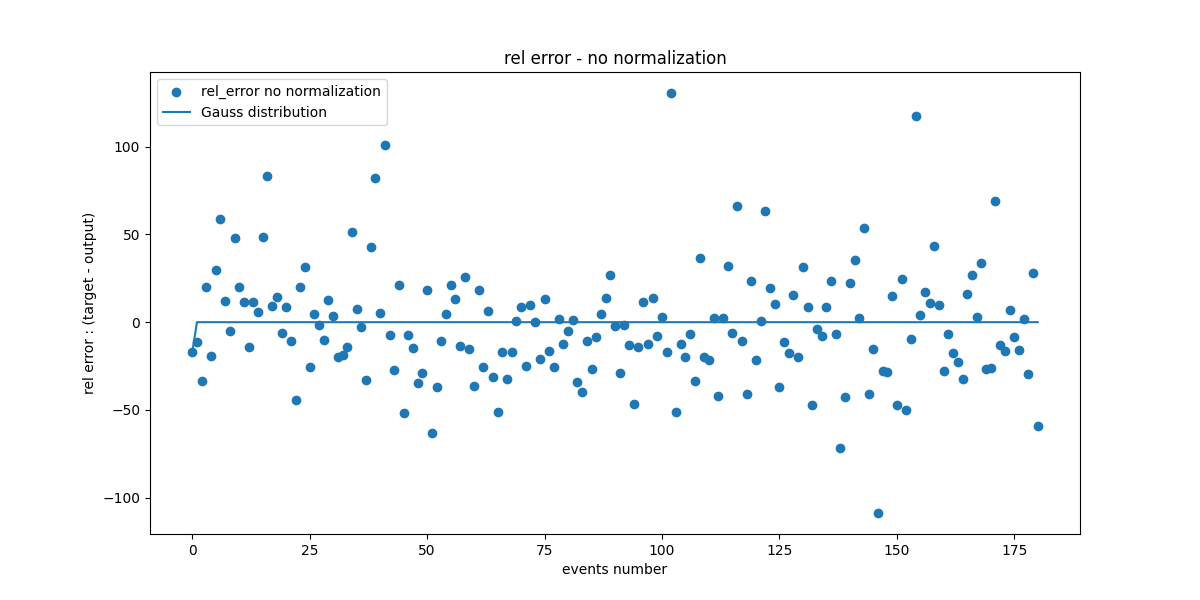 rel error - no normalization
rel_error no normalization
Gauss distribution
rel error : (target - output)
100
50
0
−50
−100
0 25 50 75 100 125 150 175
events number